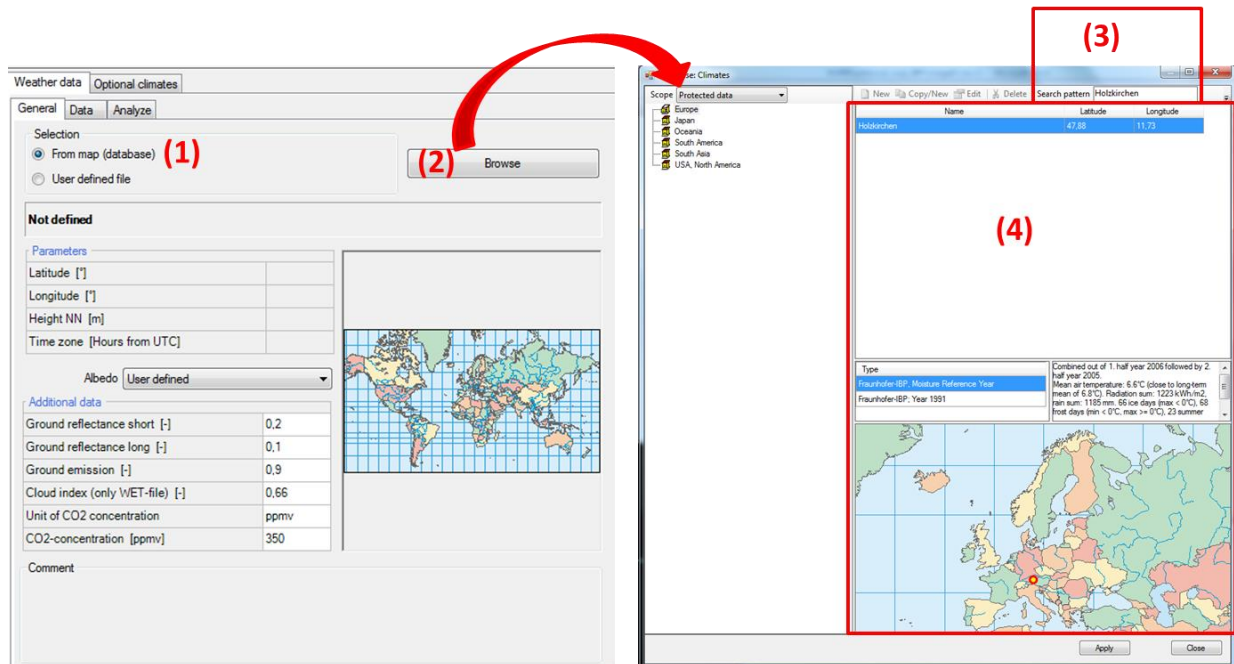 (3)
Weather data Optional climates
General Data Analyze
Selection
From map (database) (1)
User defined file
(2) Browse
Not defined
Parameters
Latitude [°]
Longitude [°]
Height NN [m]
Time zone [Hours from UTC]
Albedo User defined
Additional data
Ground reflectance short [-] 0,2
Ground reflectance long [-] 0,1
Ground emission [-] 0,9
Cloud index (only WET-file) [-] 0,66
Unit of CO2 concentration ppmv
CO2-concentration [ppmv] 350
Comment
se: Climates
Scope Protected data
New Copy/New Edit Delete Search pattern Holzkirchen
Europe
Japan
Oceania
South America
South Asia
USA, North America
Name Latitude Longitude
Holzkirchen 47,88 11,73
(4)
Type
Fraunhofer-IBP, Moisture Reference Year
Fraunhofer-IBP; Year 1991
Combined out of 1. half year 2006 followed by 2.
half year 2005.
Mean air temperature: 6.6°C (close to long-term
mean of 6.8°C). Radiation sum: 1223 kWh/m2,
rain sum: 1185 mm. 66 ice days (max < 0°C), 68
frost days (min < 0°C, max >= 0°C), 23 summer
Apply Close